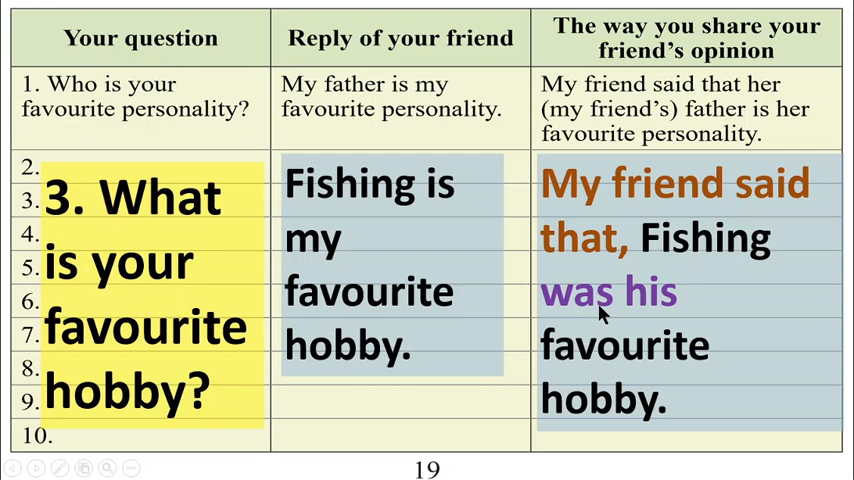 Your question
Reply of your friend
The way you share your
friend's opinion
1. Who is your
favourite personality?
My father is my
favourite personality.
My friend said that her
(my friend's) father is her
favourite personality.
2.
3.
4.
5.
6.
7.
8.
9.
10.
3. What
is your
favourite
hobby?
Fishing is
my
favourite
hobby.
My friend said
that, Fishing
was his
favourite
hobby.
19